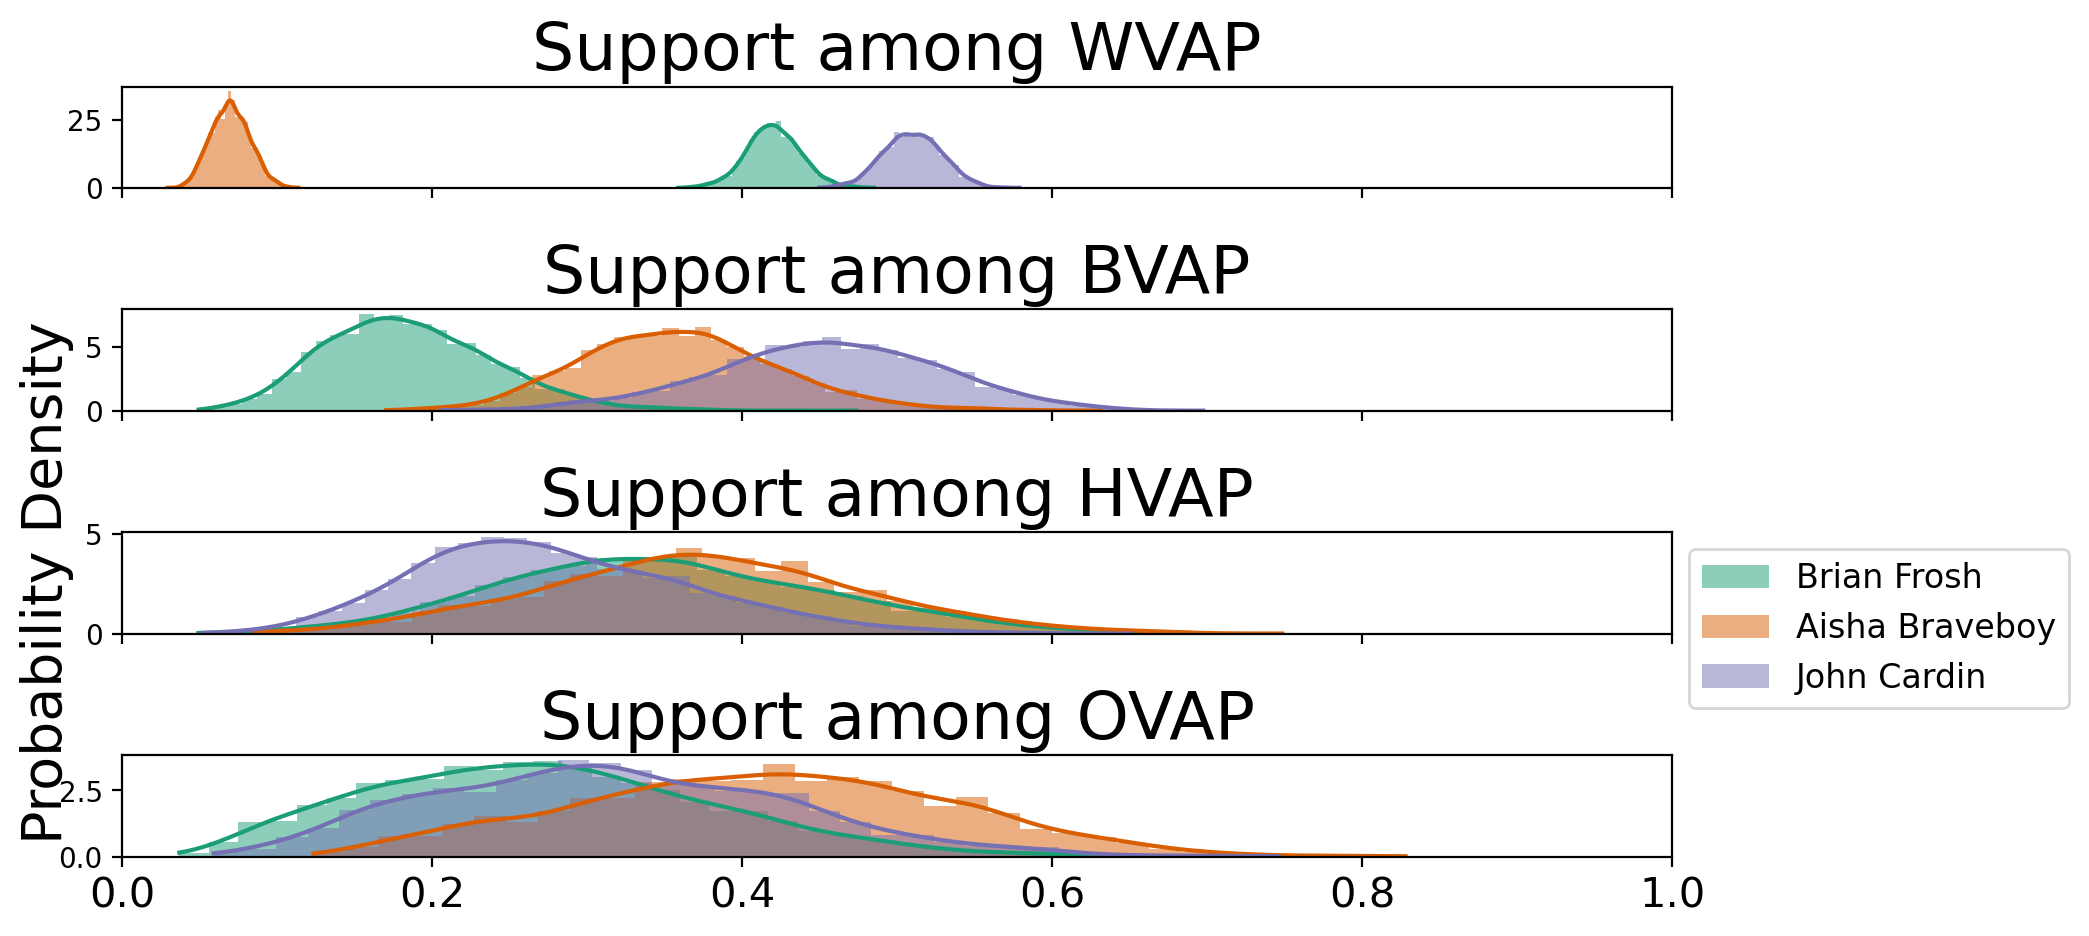 Support among WVAP
25
0
Support among BVAP
5
0
Support among HVAP
5
0
Support among OVAP
2.5
0.0
0.0 0.2 0.4 0.6 0.8 1.0
Probability Density
Brian Frosh
Aisha Braveboy
John Cardin